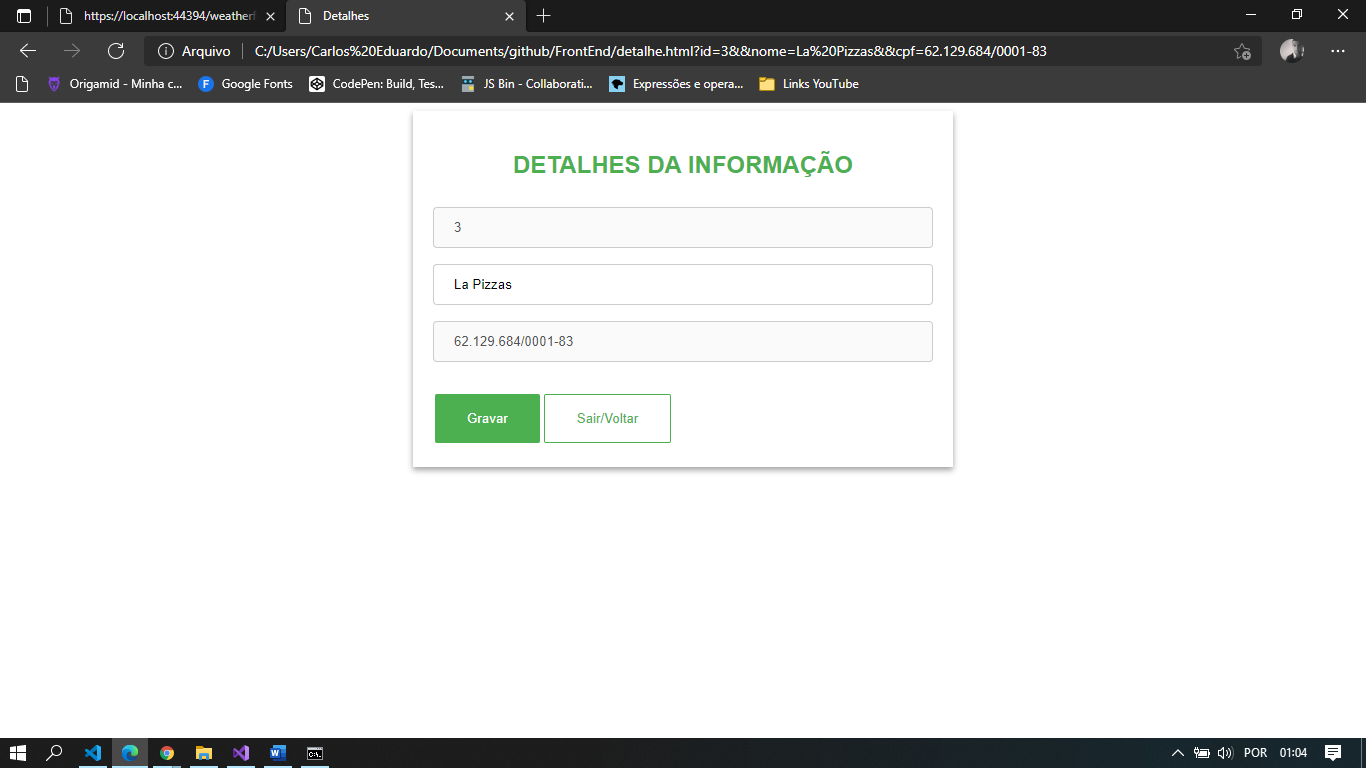 https://localhost:44394/weatherf
Detalhes
Arquivo
C:/Users/Carlos%20Eduardo/Documents/github/FrontEnd/detalhe.html?id=3&&nome=La%20Pizzas&&cpf=62.129.684/0001-83
Origamid - Minha c...
Google Fonts
CodePen: Build, Tes...
JS Bin - Collaborati...
Expressões e opera...
Links YouTube
DETALHES DA INFORMAÇÃO
3
La Pizzas
62.129.684/0001-83
Gravar
Sair/Voltar
POR
01:04